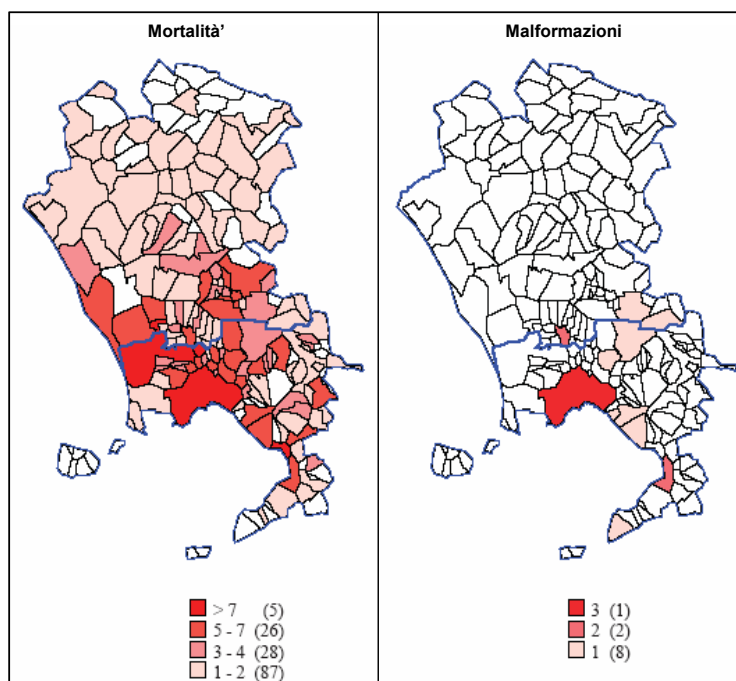 Mortalità'
Malformazioni
> 7 (5)
5 - 7 (26)
3 - 4 (28)
1 - 2 (87)
3 (1)
2 (2)
1 (8)